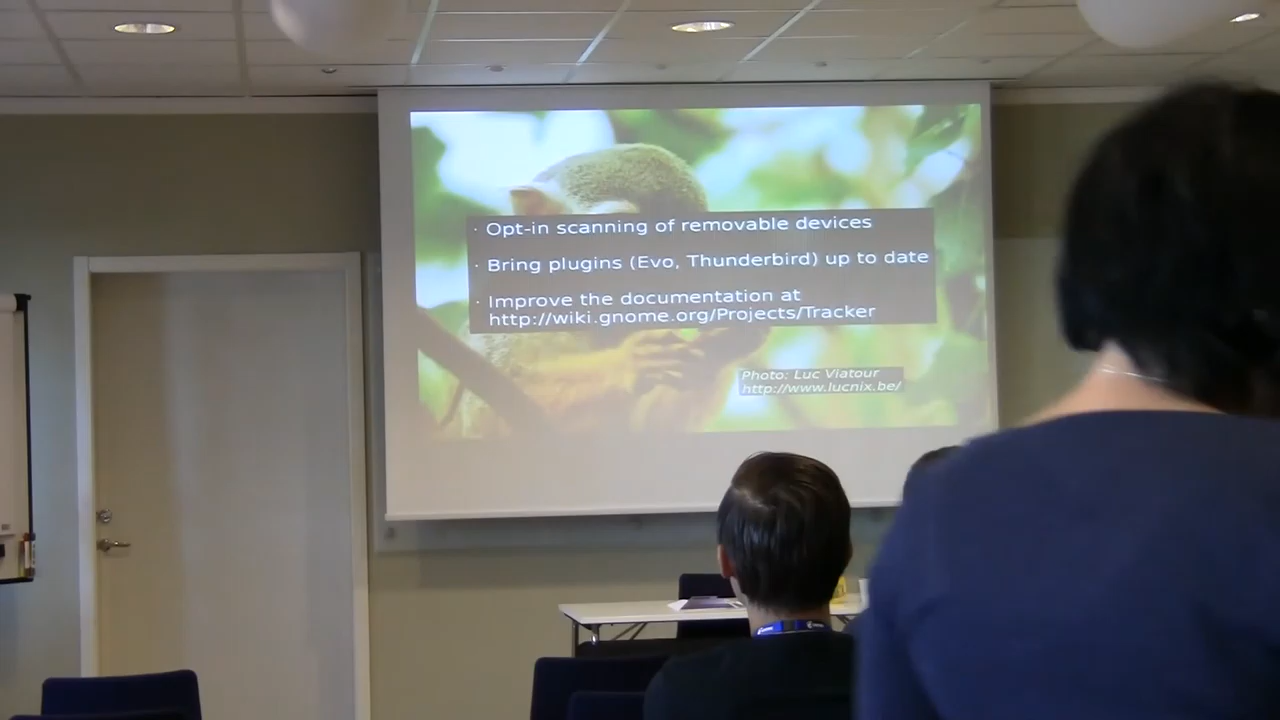 · Opt-in scanning of removable devices
· Bring plugins (Evo, Thunderbird) up to date
· Improve the documentation at
http://wiki.gnome.org/Projects/Tracker
Photo: Luc Viatour
http://www.lucnix.be/